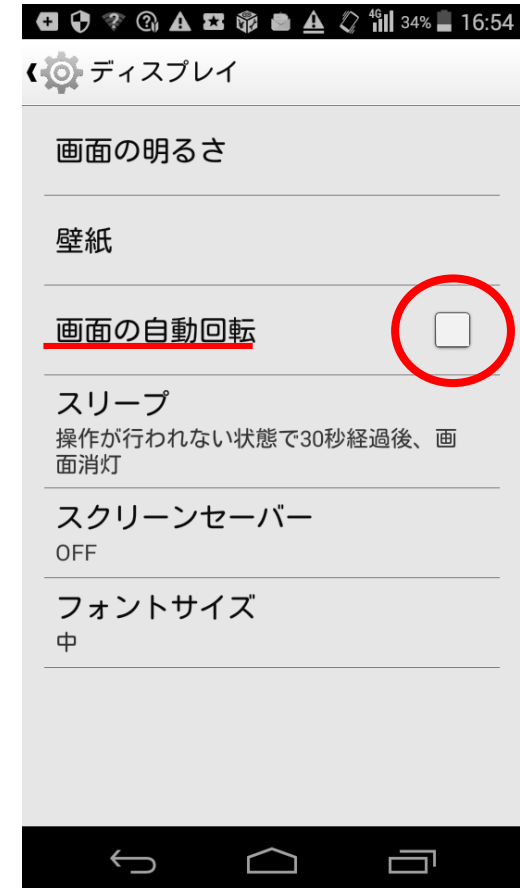 4G 34% 16:54
ディスプレイ
画面の明るさ
壁紙
画面の自動回転
スリープ
操作が行われない状態で30秒経過後、画
面消灯
スクリーンセーバー
OFF
フォントサイズ
中